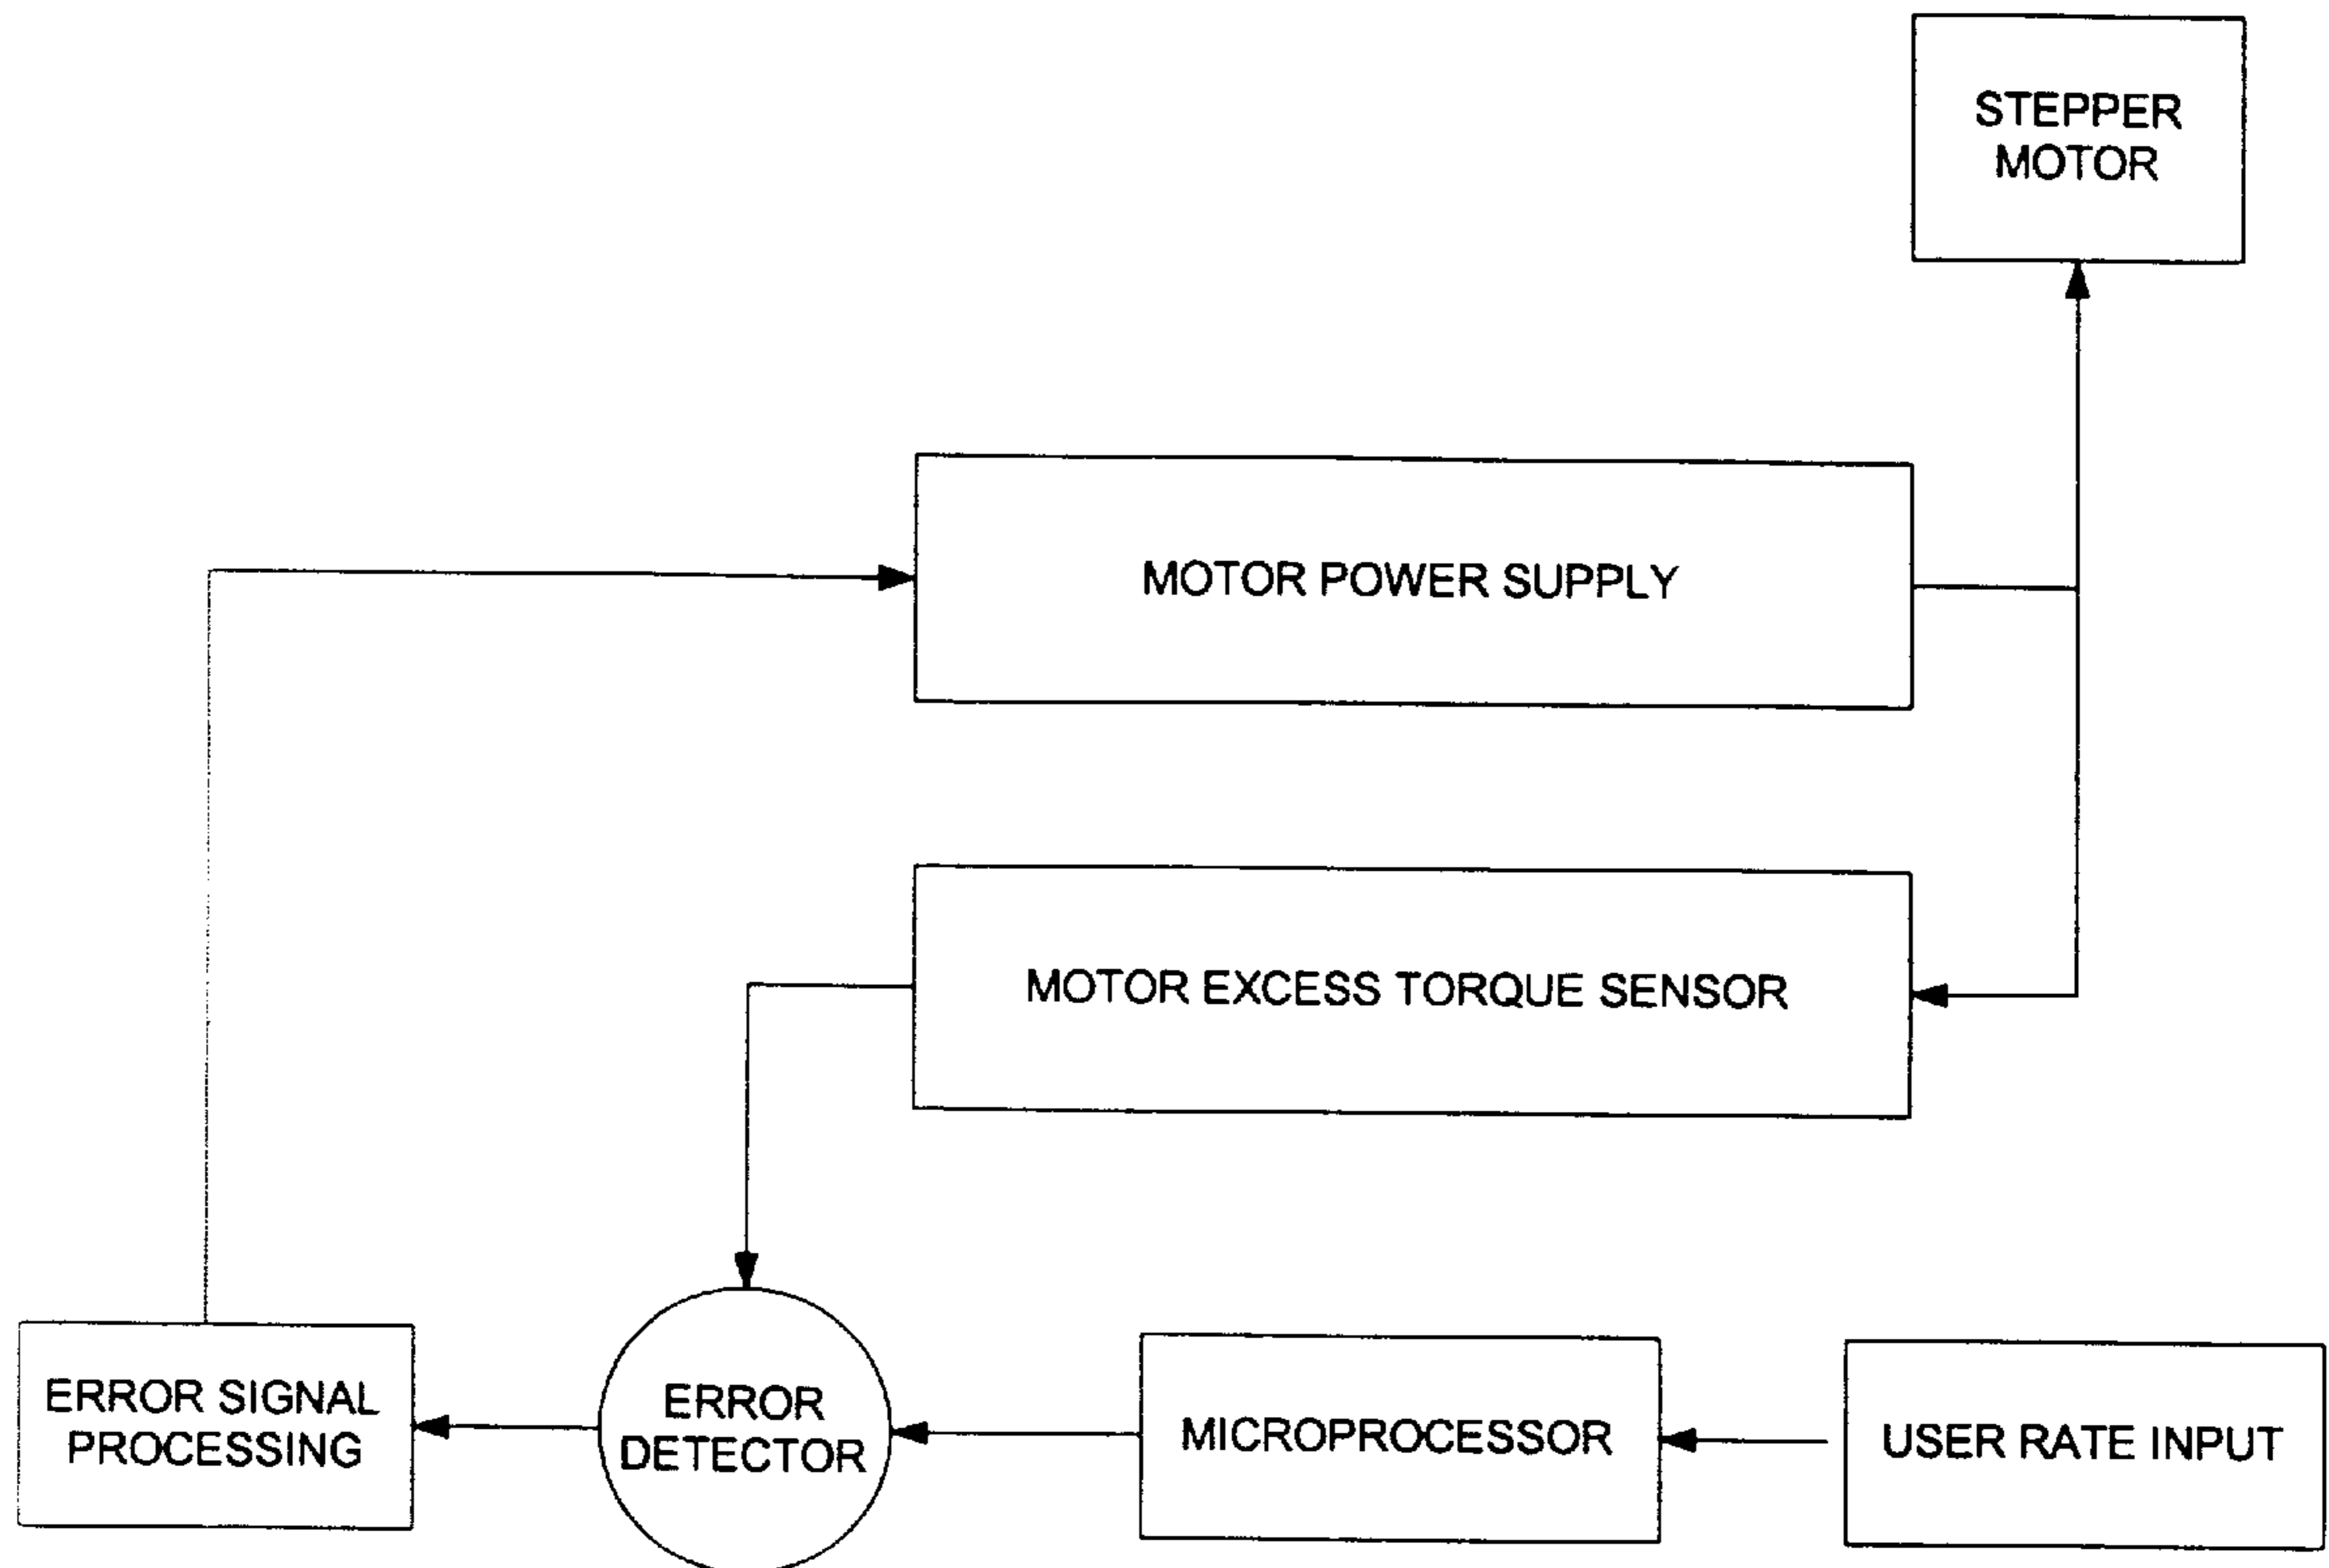 STEPPER
MOTOR
MOTOR POWER SUPPLY
MOTOR EXCESS TORQUE SENSOR
ERROR SIGNAL
PROCESSING
ERROR
DETECTOR
MICROPROCESSOR
USER RATE INPUT